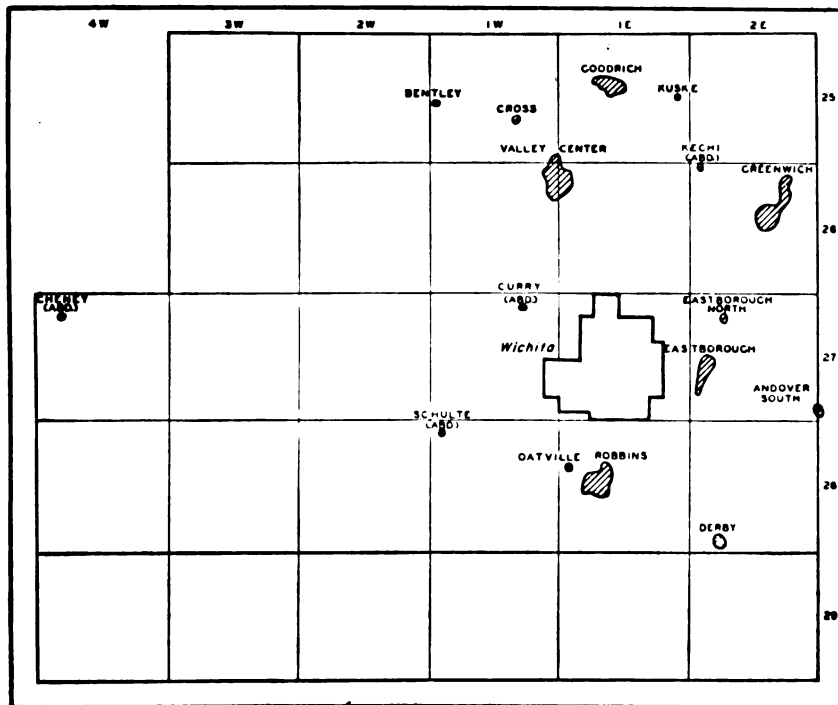 4W 3W 2W 1W 1E 2E
GOODRICH
25
BENTLEY
KUSKE
CROSS
VALLEY CENTER
KECHI
(ABD.)
GREENWICH
26
CURRY
(ABD.)
CHENEY
(ABD.)
EASTBOROUGH
NORTH
Wichita
EASTBOROUGH
27
ANDOVER
SOUTH
SCHULTE
(ABD.)
OATVILLE
ROBBINS
28
DERBY
29